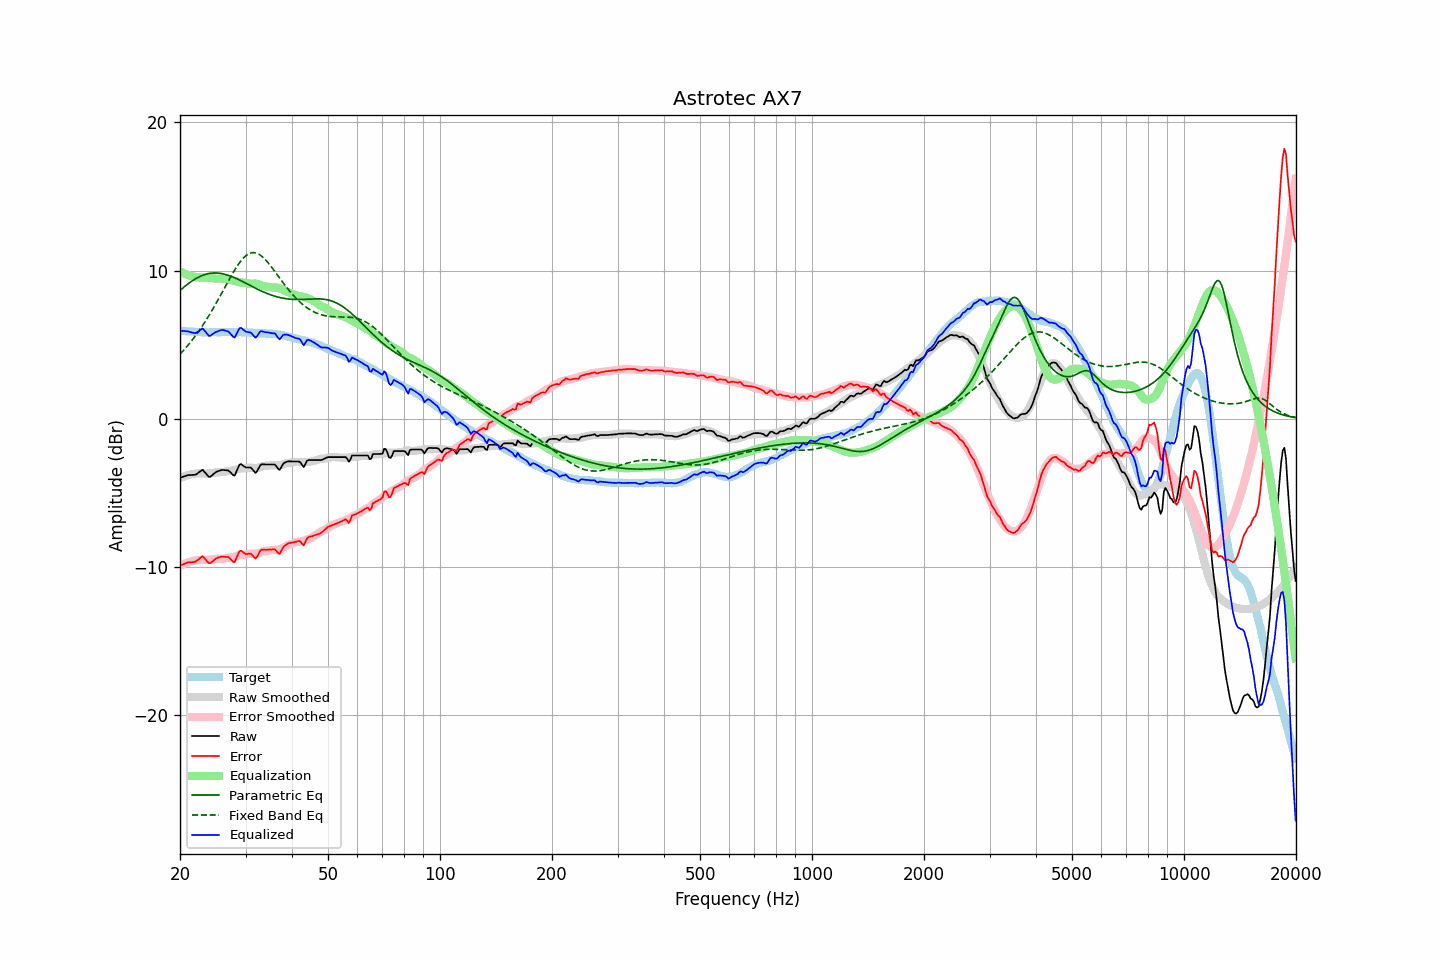 Astrotec AX7
Amplitude (dBr)
20
10
0
−10
−20
Target
Raw Smoothed
Error Smoothed
Raw
Error
Equalization
Parametric Eq
Fixed Band Eq
Equalized
20 50 100 200 500 1000 2000 5000 10000 20000
Frequency (Hz)